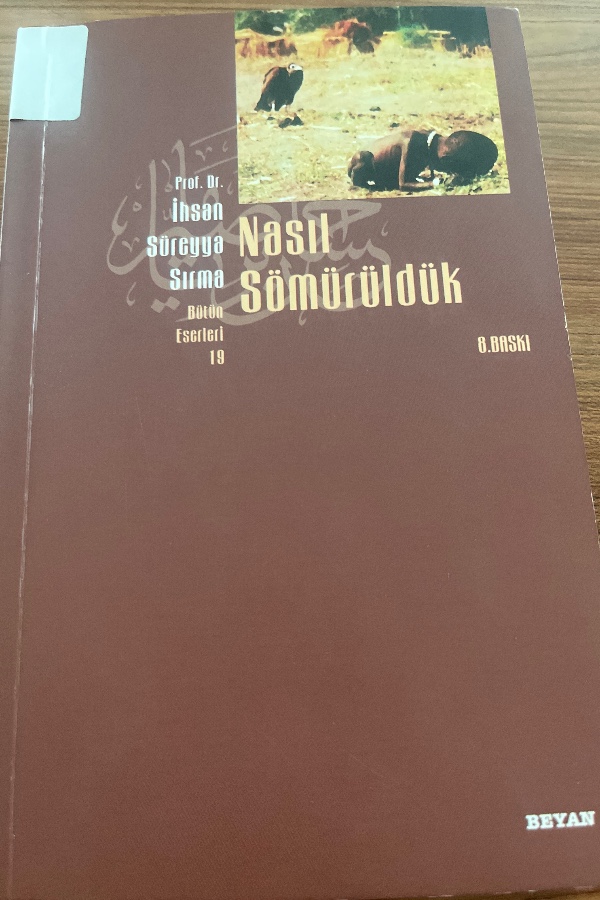 Prof. Dr.
İhsan
Süreyya
Sırma
Bütün
Eserleri
19
Nasıl
Sömürüldük
8.BASKI
BEYAN